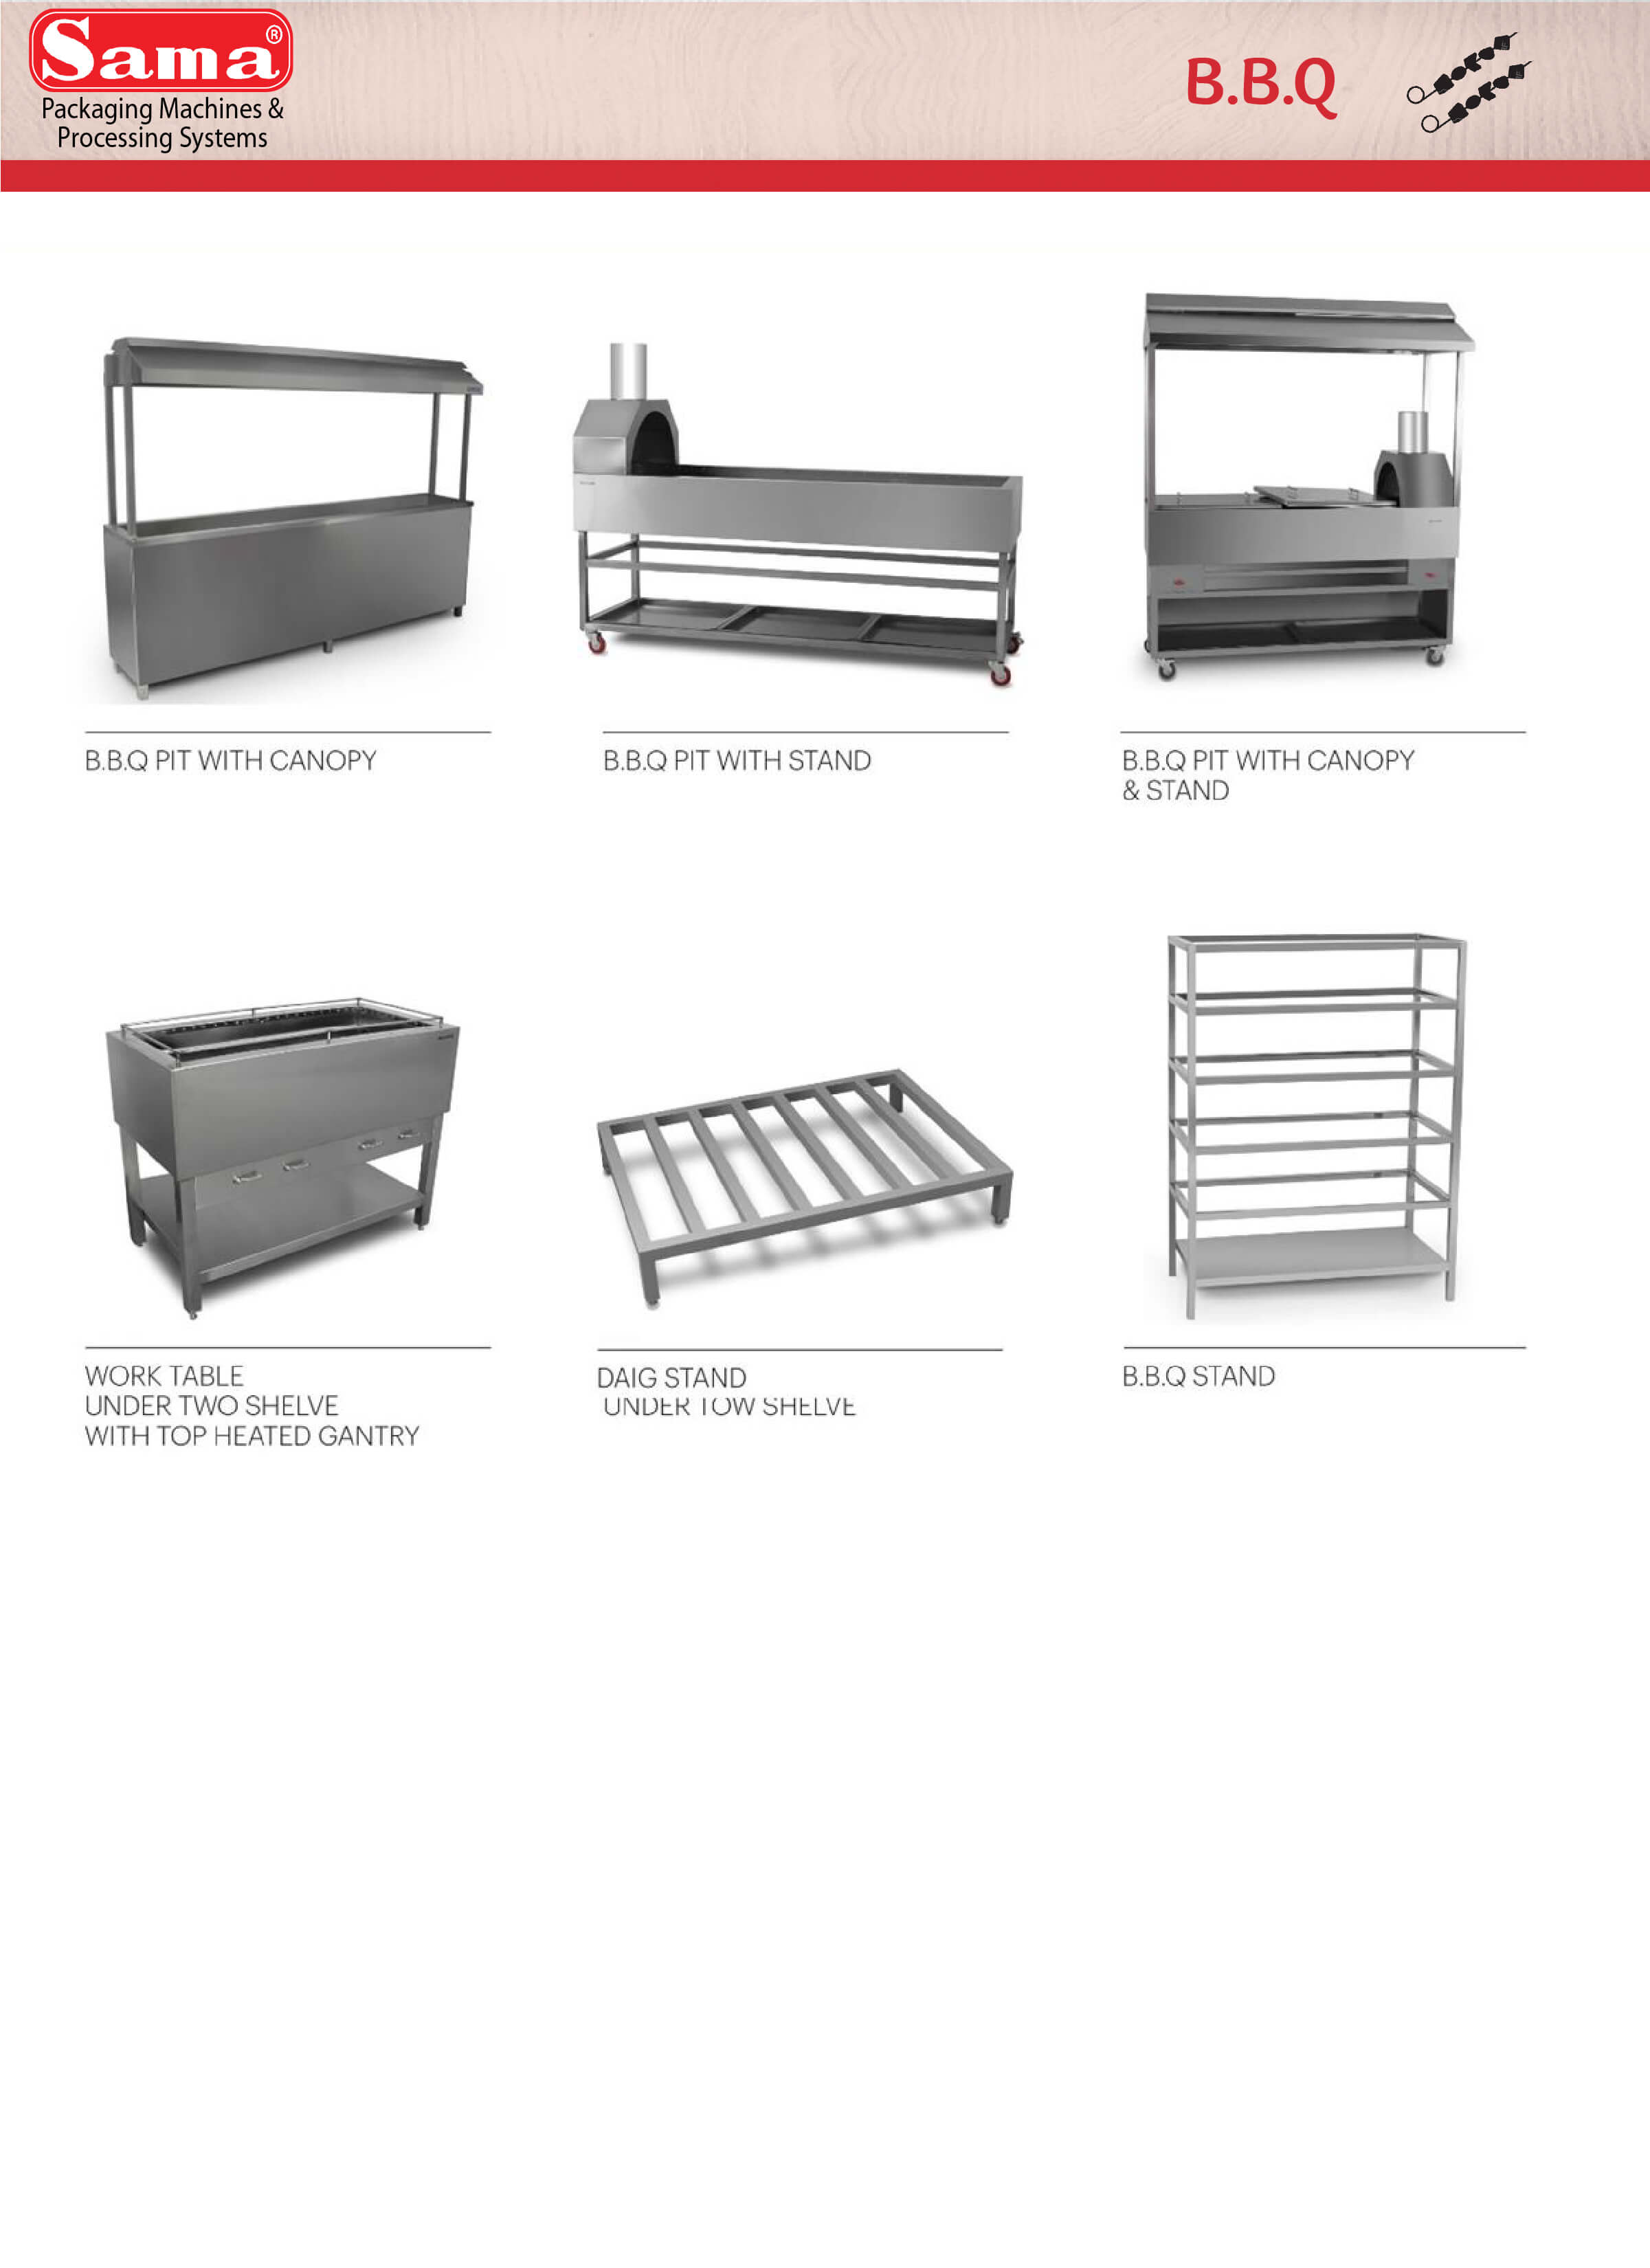 Sama®
Packaging Machines &
Processing Systems
B.B.Q
B.B.Q PIT WITH CANOPY
B.B.Q PIT WITH STAND
B.B.Q PIT WITH CANOPY
& STAND
WORK TABLE
UNDER TWO SHELVE
WITH TOP HEATED GANTRY
DAIG STAND
UNDER TOW SHELVE
B.B.Q STAND